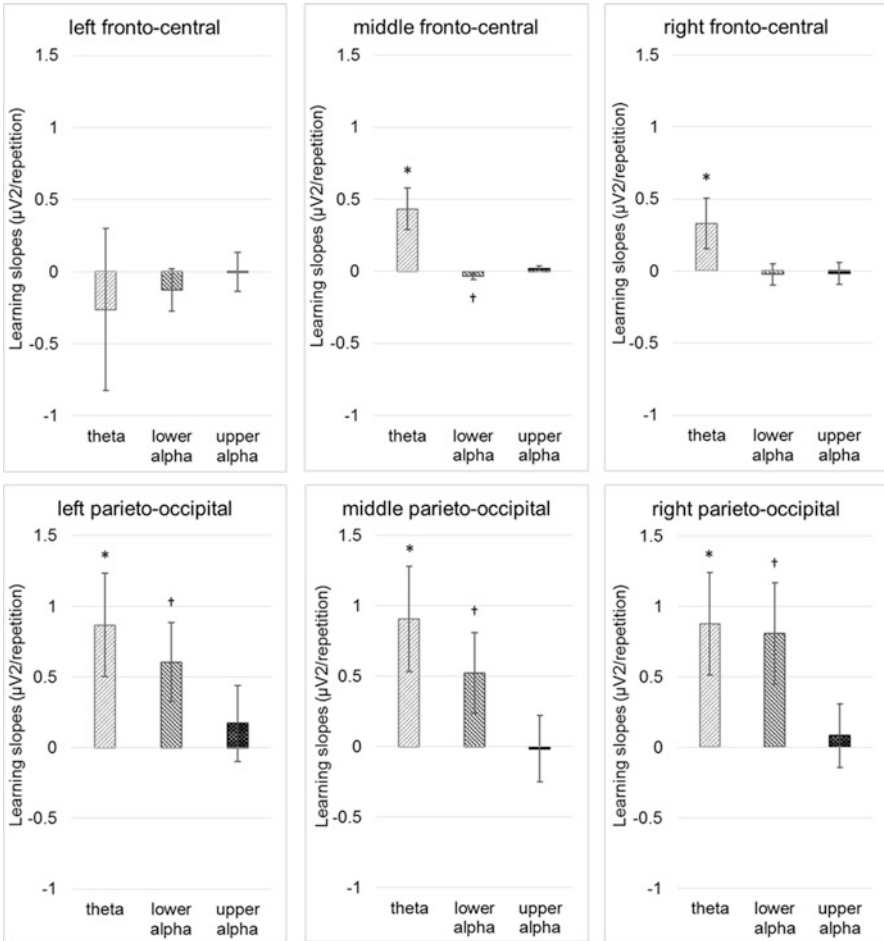 left fronto-central
Learning slopes (µV2/repetition)
1.5
1
0.5
0
-0.5
-1
*
theta
lower
alpha
upper
alpha
middle fronto-central
Learning slopes (µV2/repetition)
1.5
1
0.5
0
-0.5
-1
*
†
theta
lower
alpha
upper
alpha
right fronto-central
Learning slopes (µV2/repetition)
1.5
1
0.5
0
-0.5
-1
*
theta
lower
alpha
upper
alpha
left parieto-occipital
Learning slopes (µV2/repetition)
1.5
1
0.5
0
-0.5
-1
*
†
theta
lower
alpha
upper
alpha
middle parieto-occipital
Learning slopes (µV2/repetition)
1.5
1
0.5
0
-0.5
-1
*
†
theta
lower
alpha
upper
alpha
right parieto-occipital
Learning slopes (µV2/repetition)
1.5
1
0.5
0
-0.5
-1
*
†
theta
lower
alpha
upper
alpha